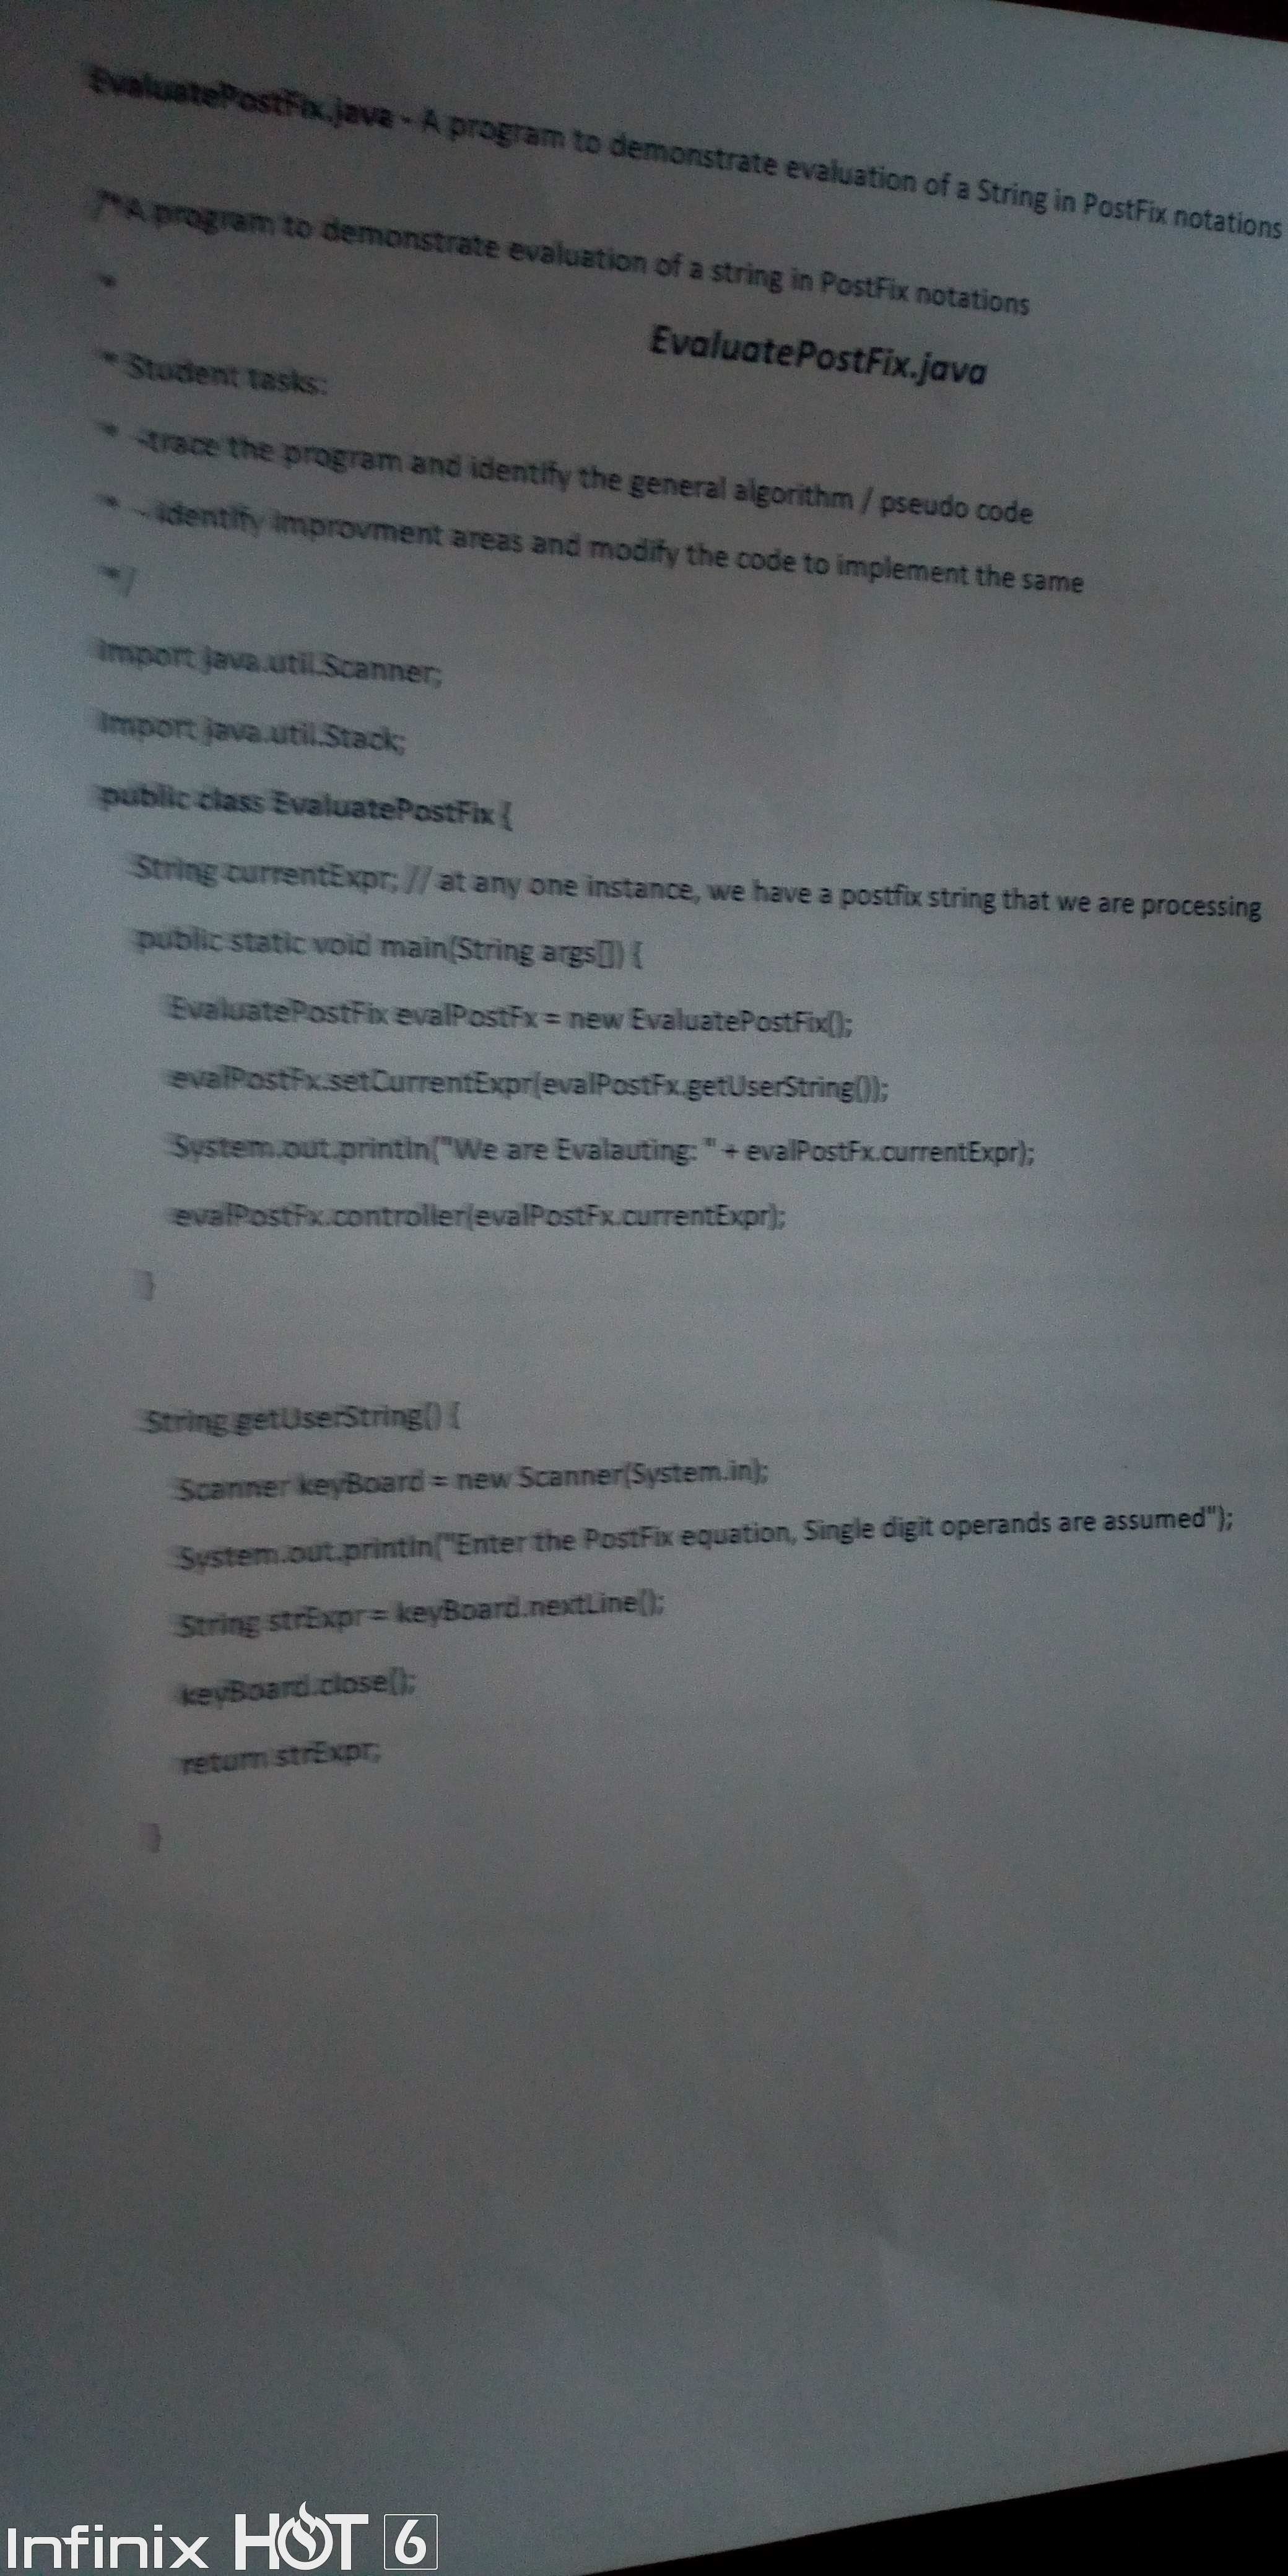 EvaluatePostFix.java - A program to demonstrate evaluation of a String in PostFix notations
/*A program to demonstrate evaluation of a string in PostFix notations
*
EvaluatePostFix.java
* Student tasks:
* -trace the program and identify the general algorithm / pseudo code
* - identify improvment areas and modify the code to implement the same
*/
import java.util.Scanner;
import java.util.Stack;
public class EvaluatePostFix {
String currentExpr; // at any one instance, we have a postfix string that we are processing
public static void main(String args[]) {
EvaluatePostFix evalPostFx = new EvaluatePostFix();
evalPostFx.setCurrentExpr(evalPostFx.getUserString());
System.out.println("We are Evalauting: " + evalPostFx.currentExpr);
evalPostFx.controller(evalPostFx.currentExpr);
}
String getUserString() {
Scanner keyBoard = new Scanner(System.in);
System.out.println("Enter the PostFix equation, Single digit operands are assumed");
String strExpr = keyBoard.nextLine();
keyBoard.close();
return strExpr;
}
Infinix HOT 6